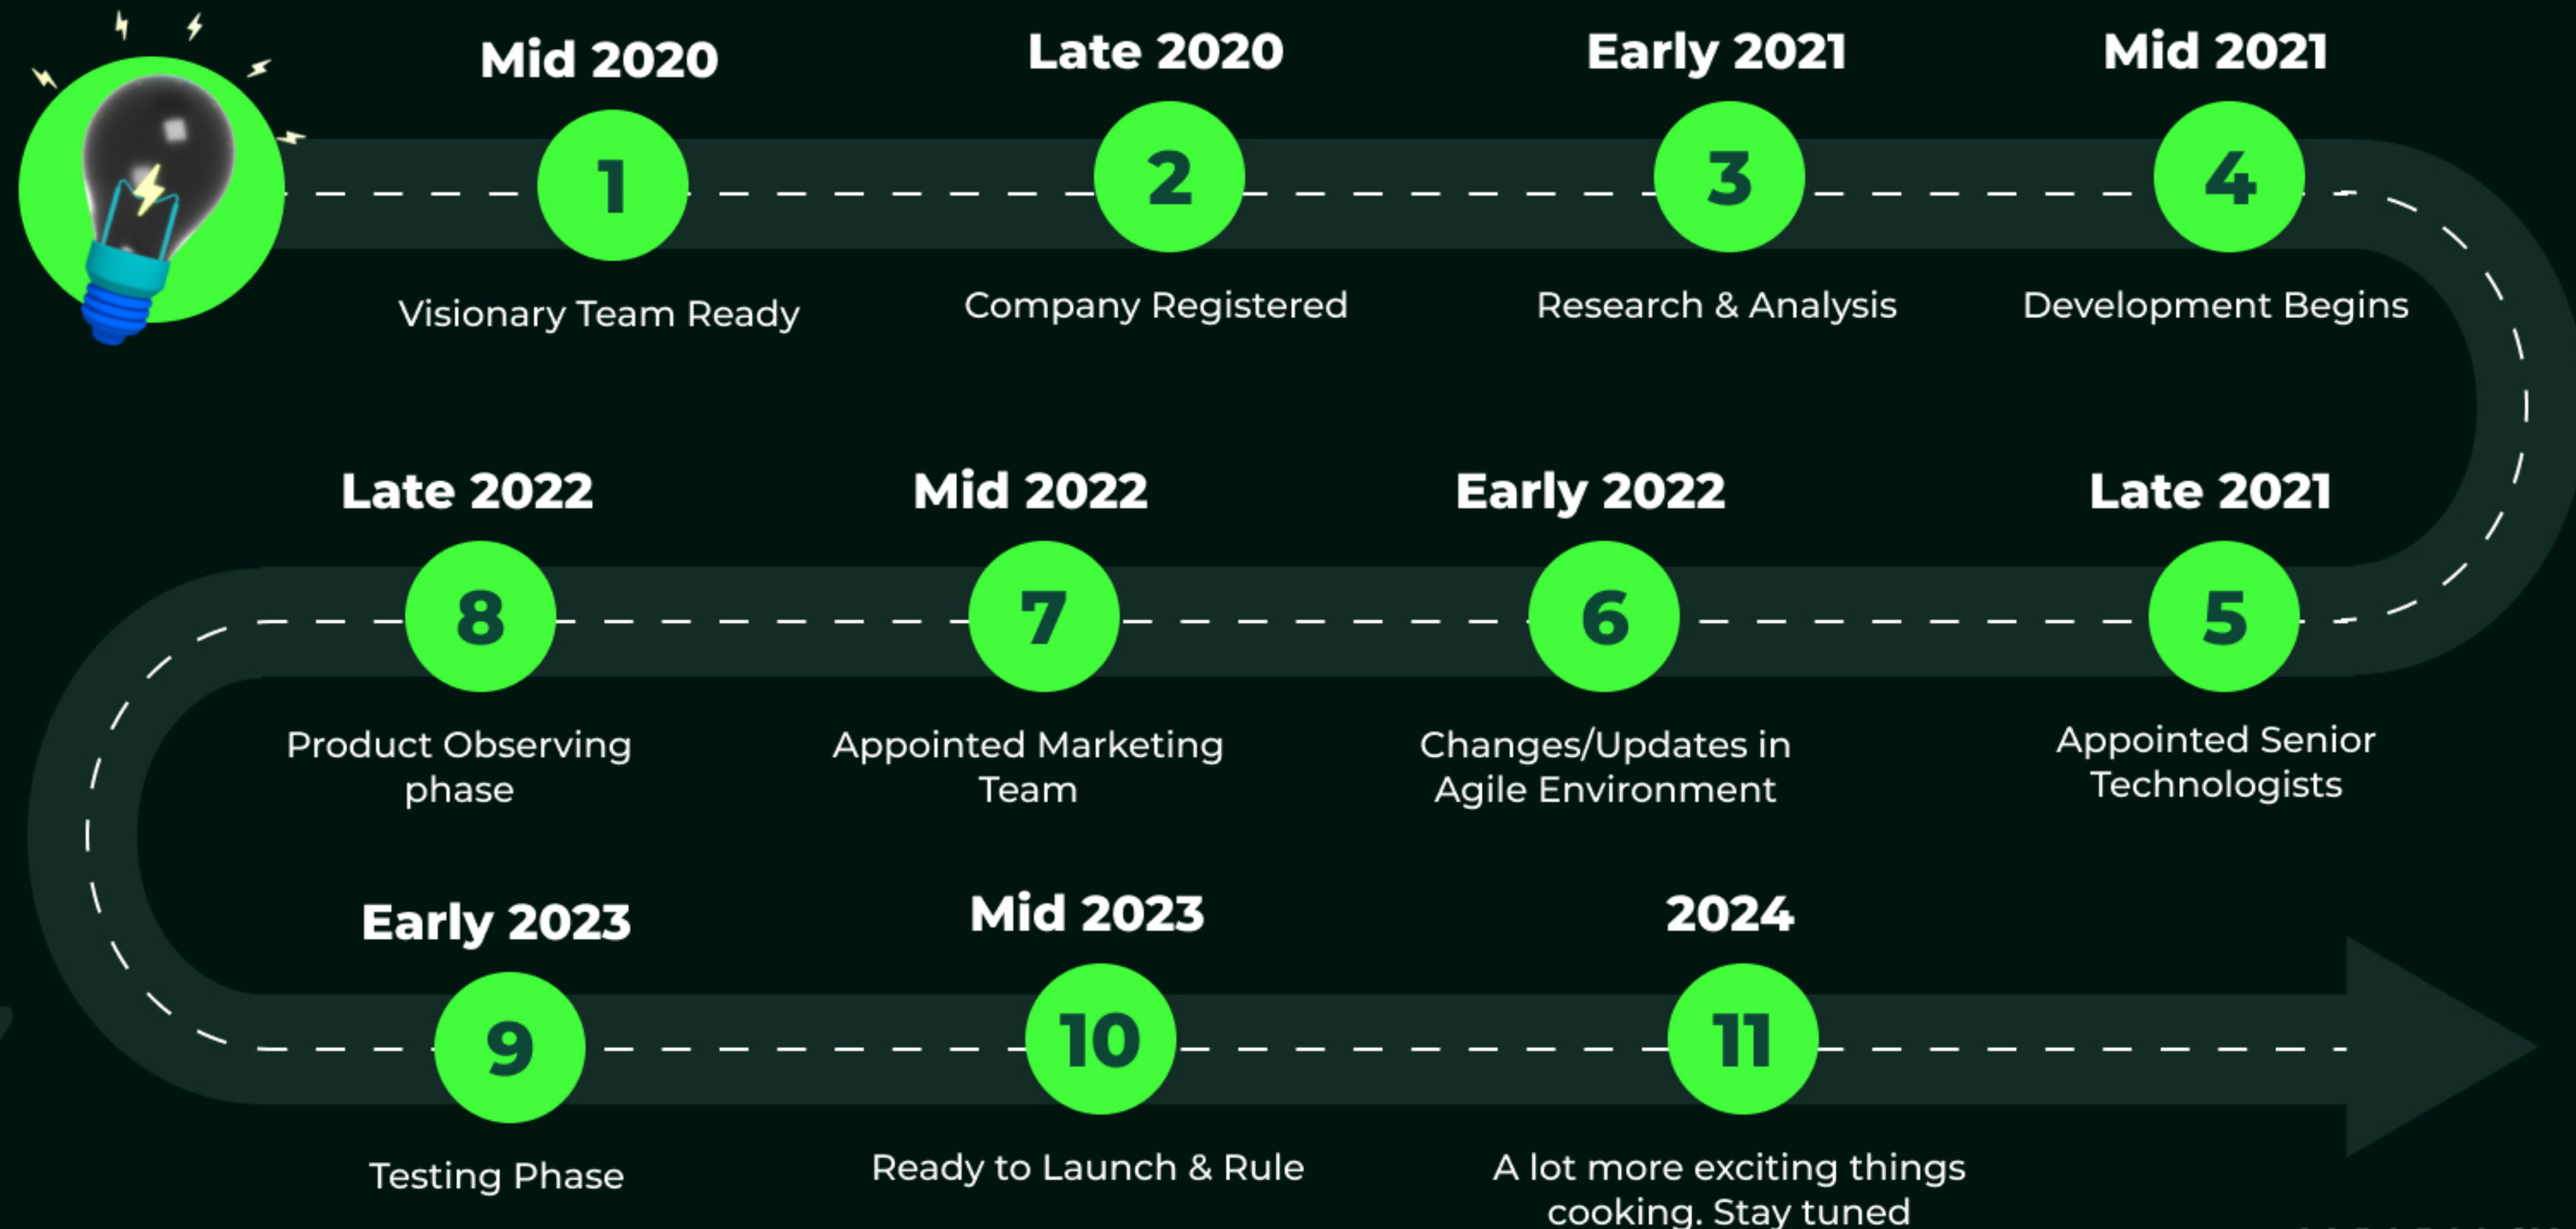 Mid 2020
Late 2020
Early 2021
Mid 2021
1
2
3
4
Visionary Team Ready
Company Registered
Research & Analysis
Development Begins
Late 2022
Mid 2022
Early 2022
Late 2021
8
7
6
5
Product Observing
phase
Appointed Marketing
Team
Changes/Updates in
Agile Environment
Appointed Senior
Technologists
Early 2023
Mid 2023
2024
9
10
11
Testing Phase
Ready to Launch & Rule
A lot more exciting things
cooking. Stay tuned